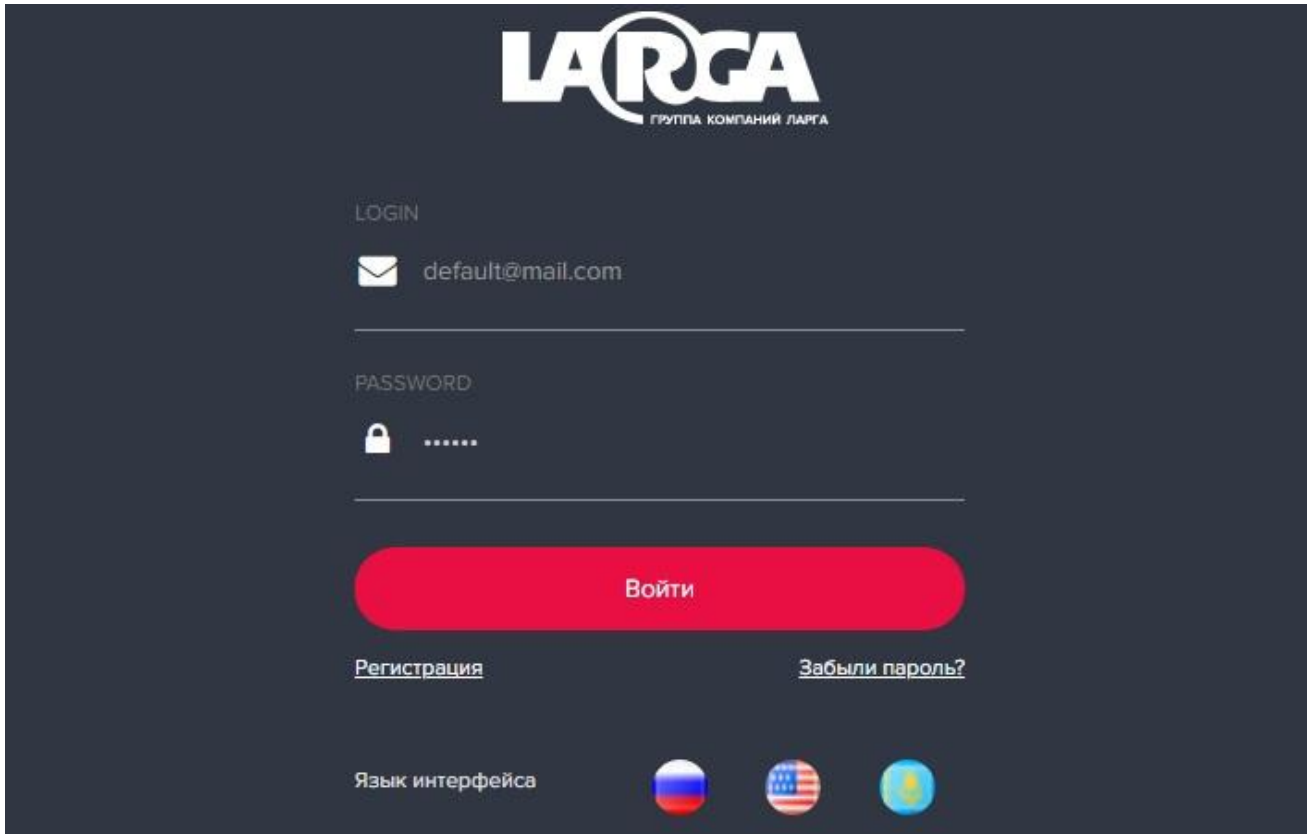 LARGA
ГРУППА КОМПАНИЙ ЛАРГА
LOGIN
default@mail.com
PASSWORD
••••••
Войти
Регистрация Забыли пароль?
Язык интерфейса